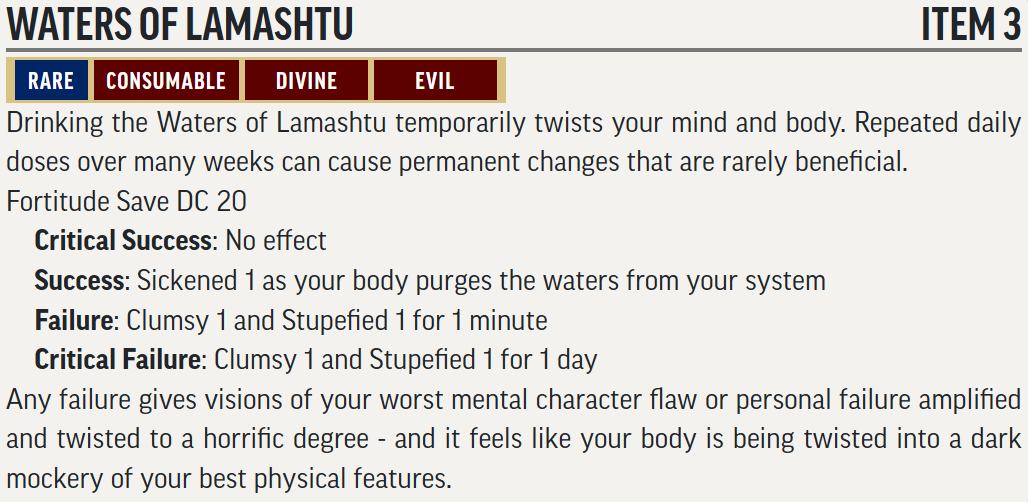 WATERS OF LAMASHTU ITEM 3
RARE CONSUMABLE DIVINE EVIL
Drinking the Waters of Lamashtu temporarily twists your mind and body. Repeated daily
doses over many weeks can cause permanent changes that are rarely beneficial.
Fortitude Save DC 20
Critical Success: No effect
Success: Sickened 1 as your body purges the waters from your system
Failure: Clumsy 1 and Stupefied 1 for 1 minute
Critical Failure: Clumsy 1 and Stupefied 1 for 1 day
Any failure gives visions of your worst mental character flaw or personal failure amplified
and twisted to a horrific degree - and it feels like your body is being twisted into a dark
mockery of your best physical features.